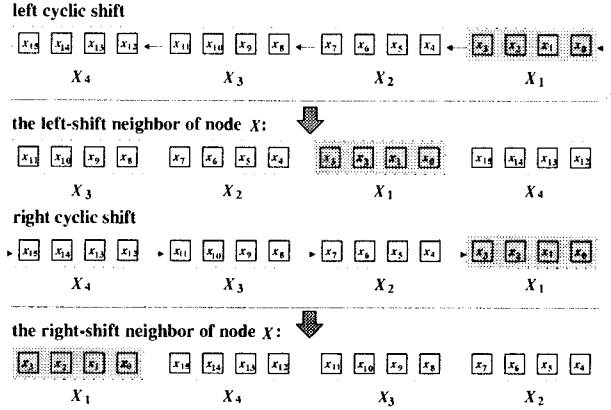 left cyclic shift
x15 x14 x13 x12 x11 x10 x9 x8 x7 x6 x5 x4 x3 x2 x1 x0
X4 X3 X2 X1
the left-shift neighbor of node X:
x11 x10 x9 x8 x7 x6 x5 x4 x3 x2 x1 x0 x15 x14 x13 x12
X3 X2 X1 X4
right cyclic shift
x15 x14 x13 x12 x11 x10 x9 x8 x7 x6 x5 x4 x3 x2 x1 x0
X4 X3 X2 X1
the right-shift neighbor of node X:
x3 x2 x1 x0 x15 x14 x13 x12 x11 x10 x9 x8 x7 x6 x5 x4
X1 X4 X3 X2